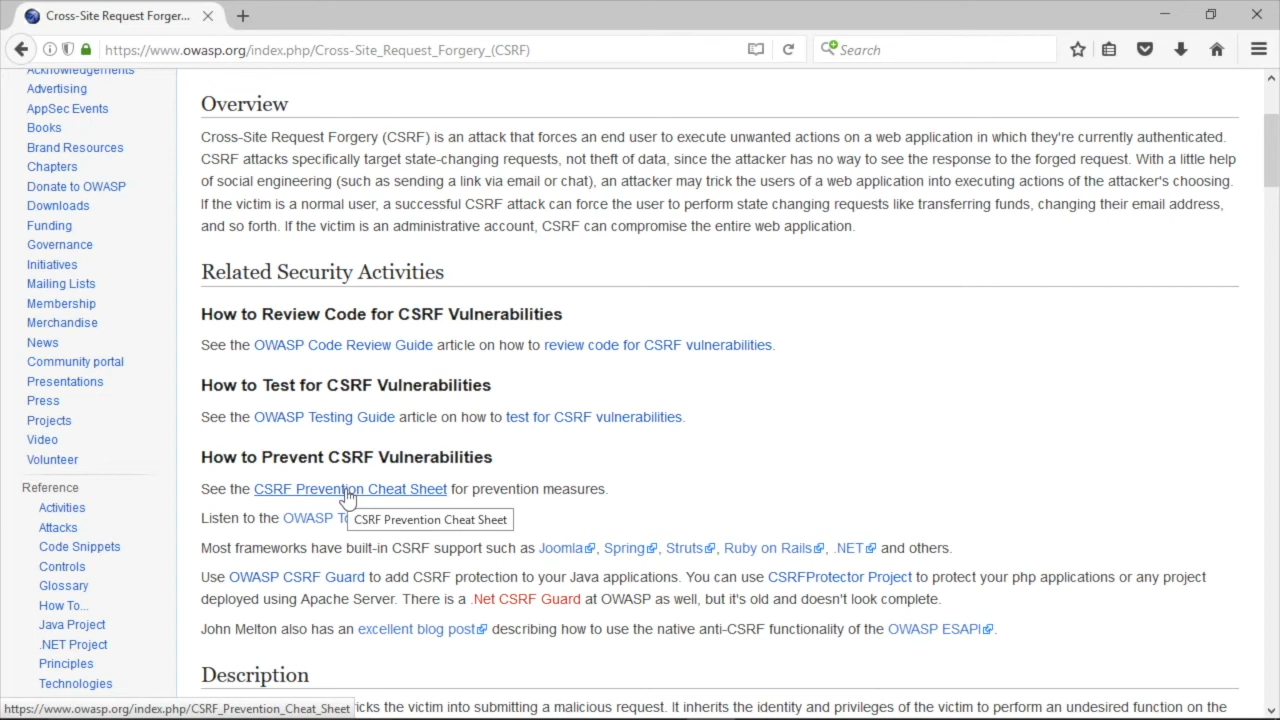 Cross-Site Request Forger...
https://www.owasp.org/index.php/Cross-Site_Request_Forgery_(CSRF)
Search
Acknowledgements
Advertising
AppSec Events
Books
Brand Resources
Chapters
Donate to OWASP
Downloads
Funding
Governance
Initiatives
Mailing Lists
Membership
Merchandise
News
Community portal
Presentations
Press
Projects
Video
Volunteer
Reference
Activities
Attacks
Code Snippets
Controls
Glossary
How To...
Java Project
.NET Project
Principles
Technologies
Overview
Cross-Site Request Forgery (CSRF) is an attack that forces an end user to execute unwanted actions on a web application in which they're currently authenticated.
CSRF attacks specifically target state-changing requests, not theft of data, since the attacker has no way to see the response to the forged request. With a little help
of social engineering (such as sending a link via email or chat), an attacker may trick the users of a web application into executing actions of the attacker's choosing.
If the victim is a normal user, a successful CSRF attack can force the user to perform state changing requests like transferring funds, changing their email address,
and so forth. If the victim is an administrative account, CSRF can compromise the entire web application.
Related Security Activities
How to Review Code for CSRF Vulnerabilities
See the OWASP Code Review Guide article on how to review code for CSRF vulnerabilities.
How to Test for CSRF Vulnerabilities
See the OWASP Testing Guide article on how to test for CSRF vulnerabilities.
How to Prevent CSRF Vulnerabilities
See the CSRF Prevention Cheat Sheet for prevention measures.
Listen to the OWASP
CSRF Prevention Cheat Sheet
Most frameworks have built-in CSRF support such as Joomla, Spring, Struts, Ruby on Rails, .NET and others.
Use OWASP CSRF Guard to add CSRF protection to your Java applications. You can use CSRFProtector Project to protect your php applications or any project
deployed using Apache Server. There is a .Net CSRF Guard at OWASP as well, but it's old and doesn't look complete.
John Melton also has an excellent blog post describing how to use the native anti-CSRF functionality of the OWASP ESAPI.
Description
https://www.owasp.org/index.php/CSRF_Prevention_Cheat_Sheet
the victim into submitting a malicious request. It inherits the identity and privileges of the victim to perform an undesired function on the